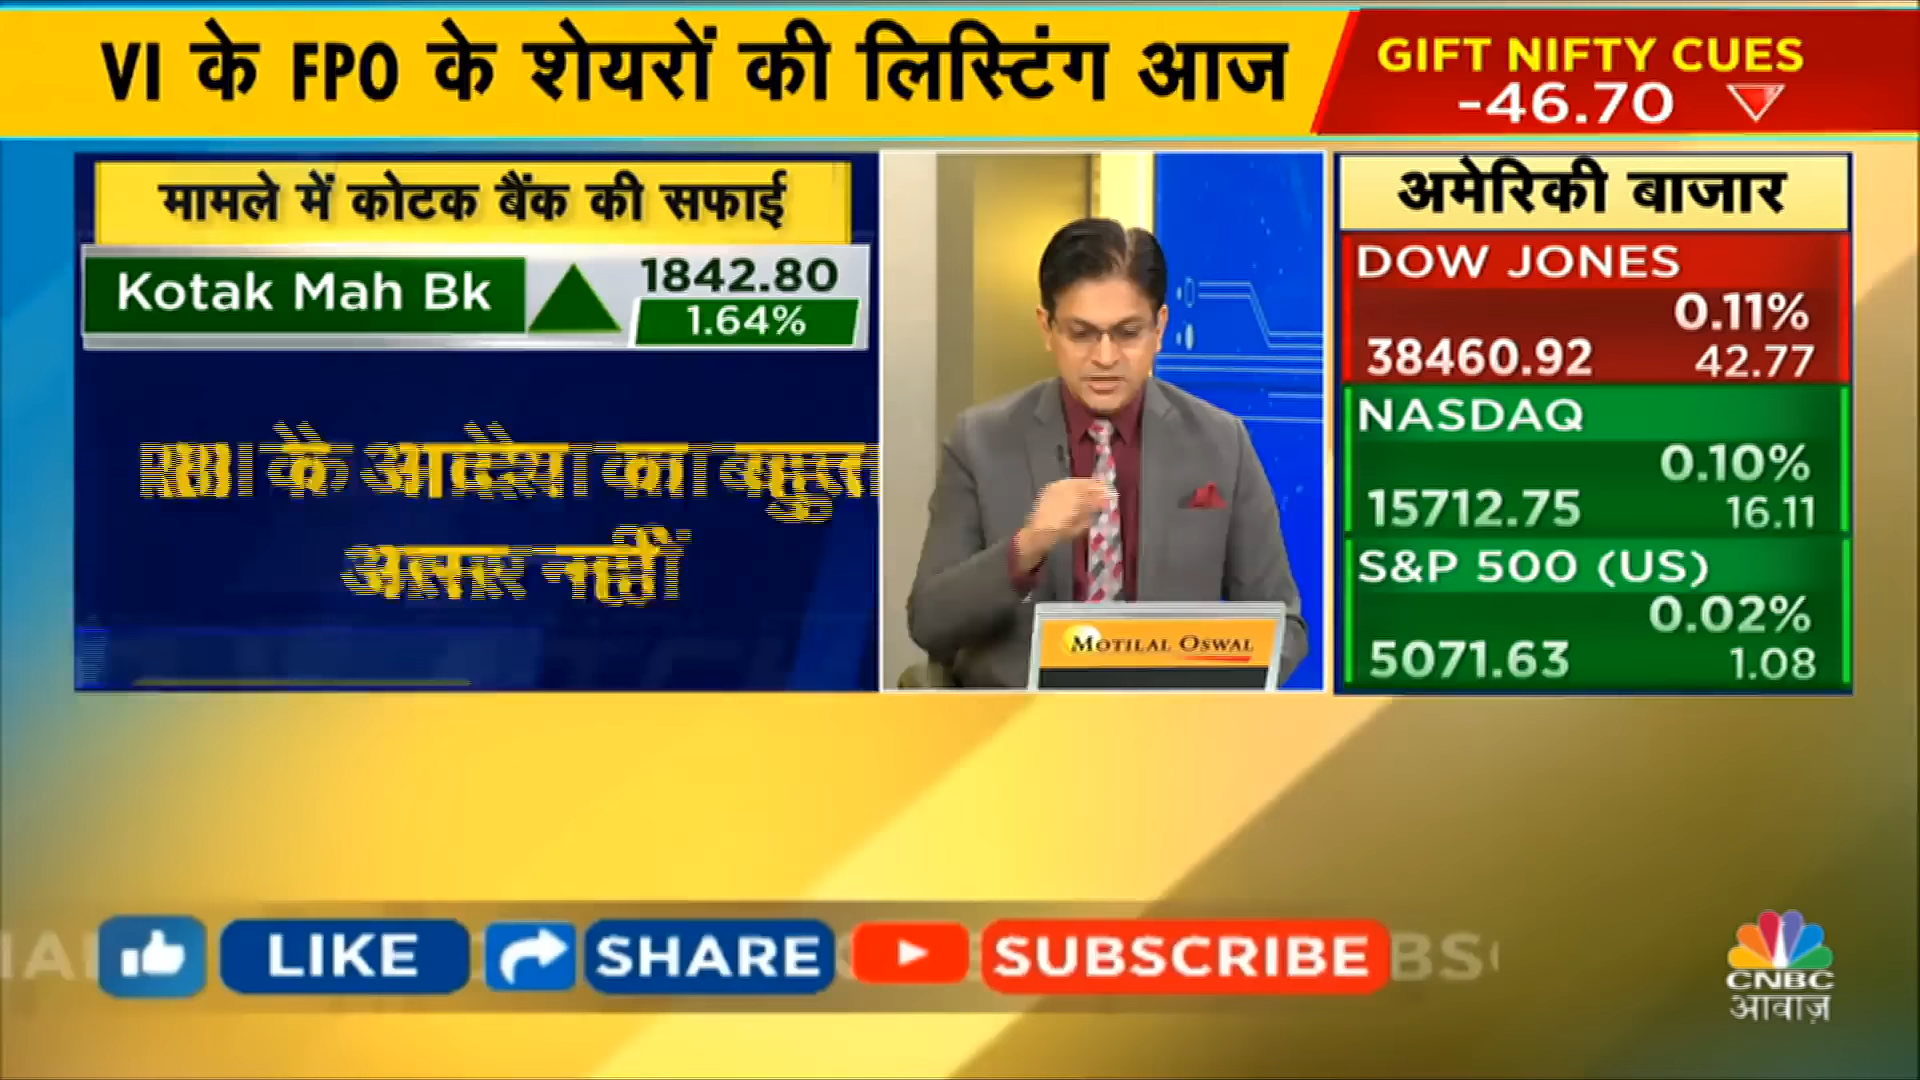 VI के FPO के शेयरों की लिस्टिंग आज
GIFT NIFTY CUES
-46.70
मामले में कोटक बैंक की सफाई
Kotak Mah Bk
1842.80
1.64%
RBI के आदेश का बहुत
असर नहीं
MOTILAL OSWAL
अमेरिकी बाजार
DOW JONES
0.11%
38460.92
42.77
NASDAQ
0.10%
15712.75
16.11
S&P 500 (US)
0.02%
5071.63
1.08
LIKE
SHARE
SUBSCRIBE
CNBC
आवाज़